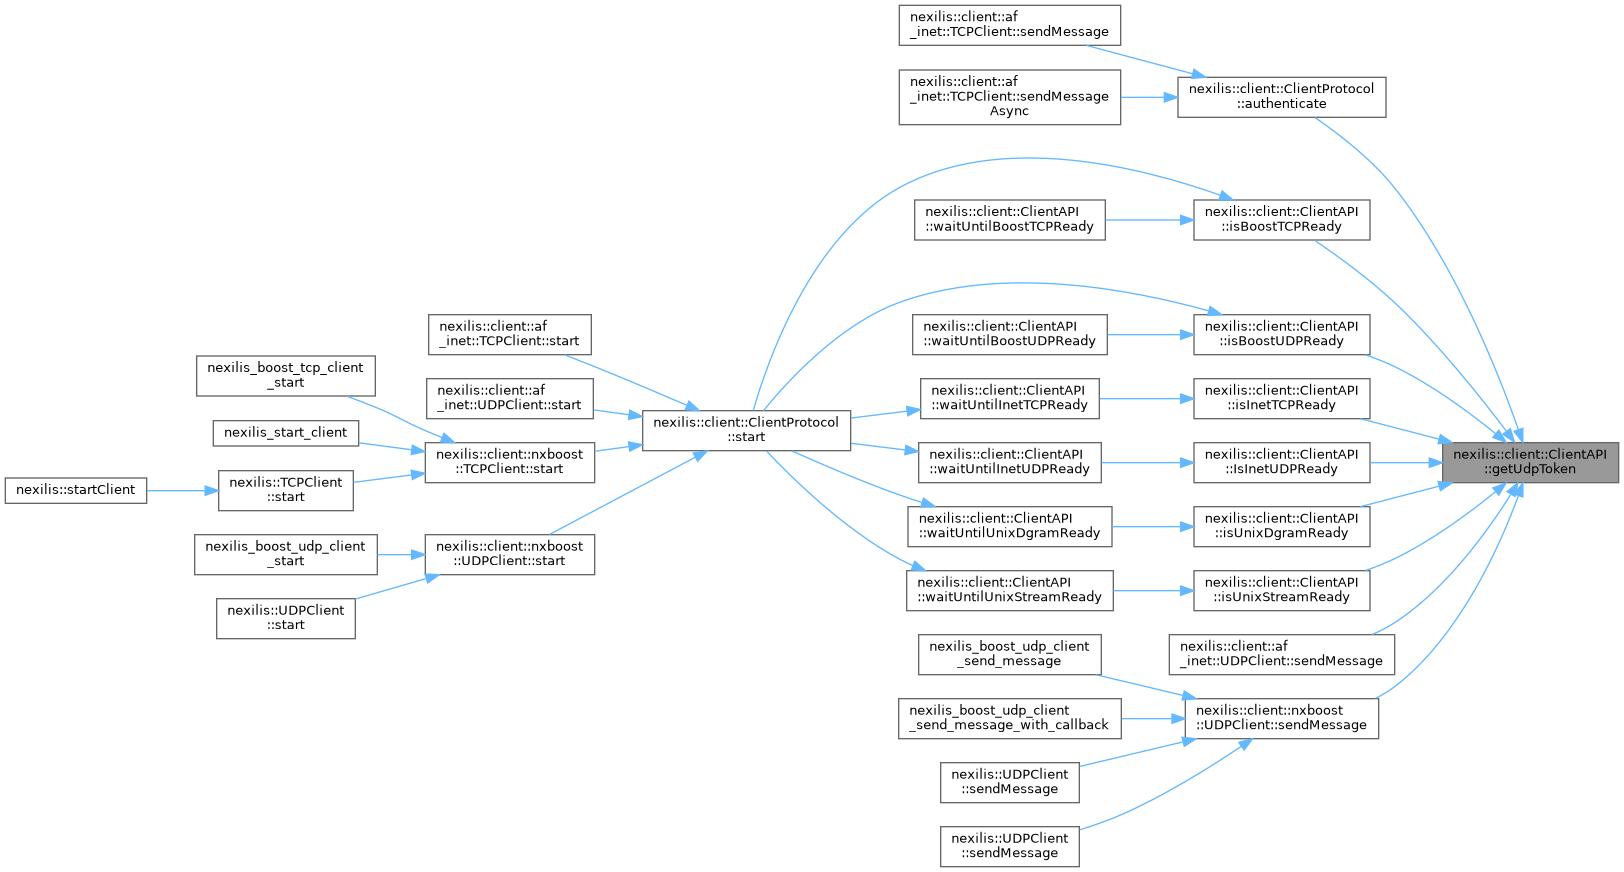 nexilis::client::af
_inet::TCPClient::sendMessage
nexilis::client::af
_inet::TCPClient::sendMessage
Async
nexilis::client::ClientProtocol
::authenticate
nexilis::client::ClientAPI
::waitUntilBoostTCPReady
nexilis::client::ClientAPI
::isBoostTCPReady
nexilis::client::af
_inet::TCPClient::start
nexilis::client::ClientAPI
::waitUntilBoostUDPReady
nexilis::client::ClientAPI
::isBoostUDPReady
nexilis_boost_tcp_client
_start
nexilis::client::af
_inet::UDPClient::start
nexilis::client::ClientAPI
::waitUntilInetTCPReady
nexilis::client::ClientAPI
::isInetTCPReady
nexilis_start_client
nexilis::client::ClientProtocol
::start
nexilis::client::nxboost
::TCPClient::start
nexilis::client::ClientAPI
::waitUntilInetUDPReady
nexilis::client::ClientAPI
::IsInetUDPReady
nexilis::client::ClientAPI
::getUdpToken
nexilis::startClient
nexilis::TCPClient
::start
nexilis::client::ClientAPI
::waitUntilUnixDgramReady
nexilis::client::ClientAPI
::isUnixDgramReady
nexilis_boost_udp_client
_start
nexilis::client::nxboost
::UDPClient::start
nexilis::client::ClientAPI
::waitUntilUnixStreamReady
nexilis::client::ClientAPI
::isUnixStreamReady
nexilis::UDPClient
::start
nexilis_boost_udp_client
_send_message
nexilis::client::af
_inet::UDPClient::sendMessage
nexilis_boost_udp_client
_send_message_with_callback
nexilis::client::nxboost
::UDPClient::sendMessage
nexilis::UDPClient
::sendMessage
nexilis::UDPClient
::sendMessage